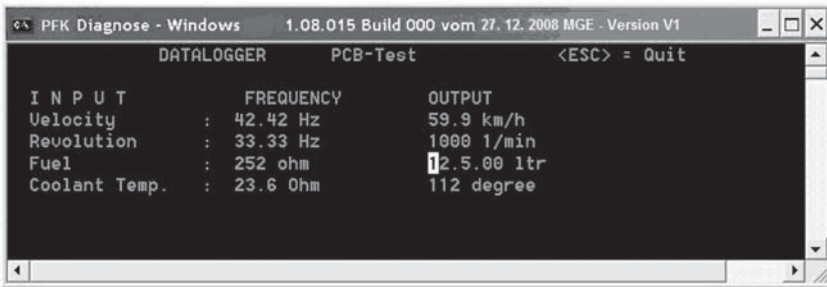 PFK Diagnose - Windows 1.08.015 Build 000 vom 27. 12. 2008 MGE - Version V1
DATALOGGER PCB-Test <ESC> = Quit
I N P U T FREQUENCY OUTPUT
Velocity : 42.42 Hz 59.9 km/h
Revolution : 33.33 Hz 1000 1/min
Fuel : 252 ohm 12.5.00 ltr
Coolant Temp. : 23.6 Ohm 112 degree